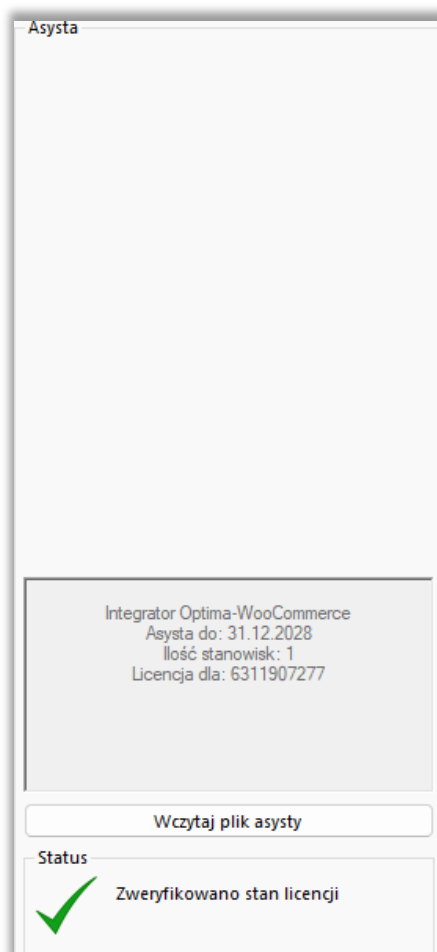 Asysta
Integrator Optima-WooCommerce
Asysta do: 31.12.2028
Ilość stanowisk: 1
Licencja dla: 6311907277
Wczytaj plik asysty
Status
Zweryfikowano stan licencji